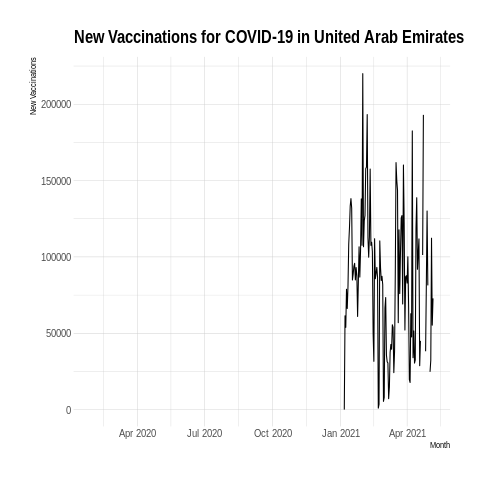 New Vaccinations for COVID-19 in United Arab Emirates
New Vaccinations
200000
150000
100000
50000
0
Apr 2020 Jul 2020 Oct 2020 Jan 2021 Apr 2021
Month